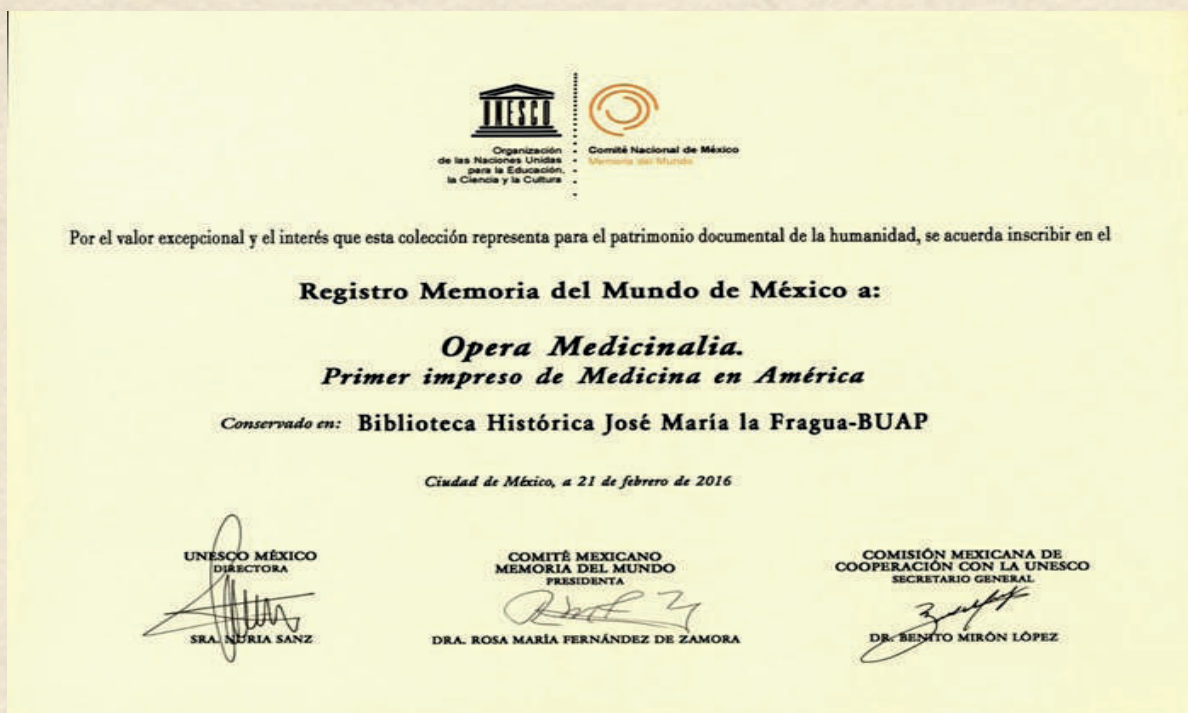 UNESCO
Organización
de las Naciones Unidas
para la Educación,
la Ciencia y la Cultura
Comité Nacional de México
Memoria del Mundo
Por el valor excepcional y el interés que esta colección representa para el patrimonio documental de la humanidad, se acuerda inscribir en el
Registro Memoria del Mundo de México a:
Opera Medicinalia.
Primer impreso de Medicina en América
Conservado en: Biblioteca Histórica José María la Fragua-BUAP
Ciudad de México, a 21 de febrero de 2016
UNESCO MÉXICO
DIRECTORA
SRA. NURIA SANZ
COMITÉ MEXICANO
MEMORIA DEL MUNDO
PRESIDENTA
DRA. ROSA MARÍA FERNÁNDEZ DE ZAMORA
COMISIÓN MEXICANA DE
COOPERACIÓN CON LA UNESCO
SECRETARIO GENERAL
DR. BENITO MIRÓN LÓPEZ